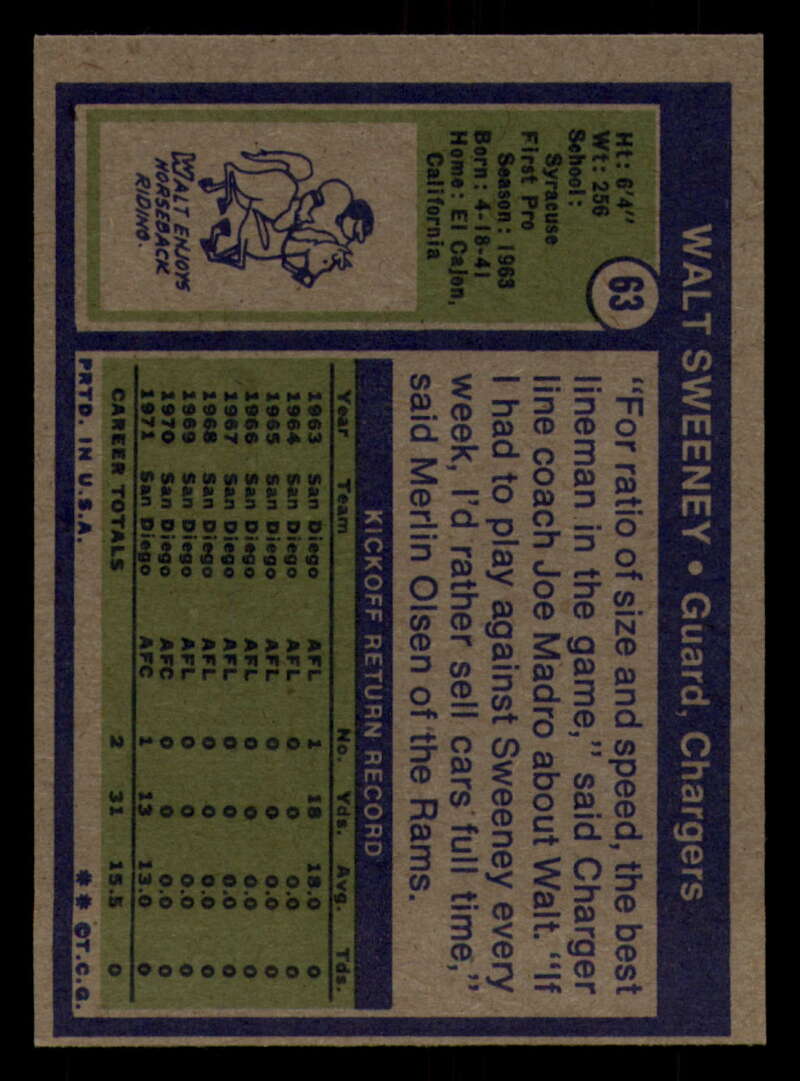 WALT SWEENEY • Guard, Chargers
63
Ht: 6'4"
Wt: 256
School:
Syracuse
First Pro
Season: 1963
Born: 4-18-41
Home: El Cajon,
California
WALT ENJOYS
HORSEBACK
RIDING.
"For ratio of size and speed, the best
lineman in the game," said Charger
line coach Joe Madro about Walt. "If
I had to play against Sweeney every
week, I'd rather sell cars full time,"
said Merlin Olsen of the Rams.
KICKOFF RETURN RECORD
Year Team No. Yds. Avg. Tds.
1963 San Diego AFL 1 18 18.0 0
1964 San Diego AFL 0 0 0.0 0
1965 San Diego AFL 0 0 0.0 0
1966 San Diego AFL 0 0 0.0 0
1967 San Diego AFL 0 0 0.0 0
1968 San Diego AFL 0 0 0.0 0
1969 San Diego AFL 0 0 0.0 0
1970 San Diego AFC 0 0 0.0 0
1971 San Diego AFC 1 13 13.0 0
CAREER TOTALS 2 31 15.5 0
PRTD. IN U.S.A. ** ©T.C.G.